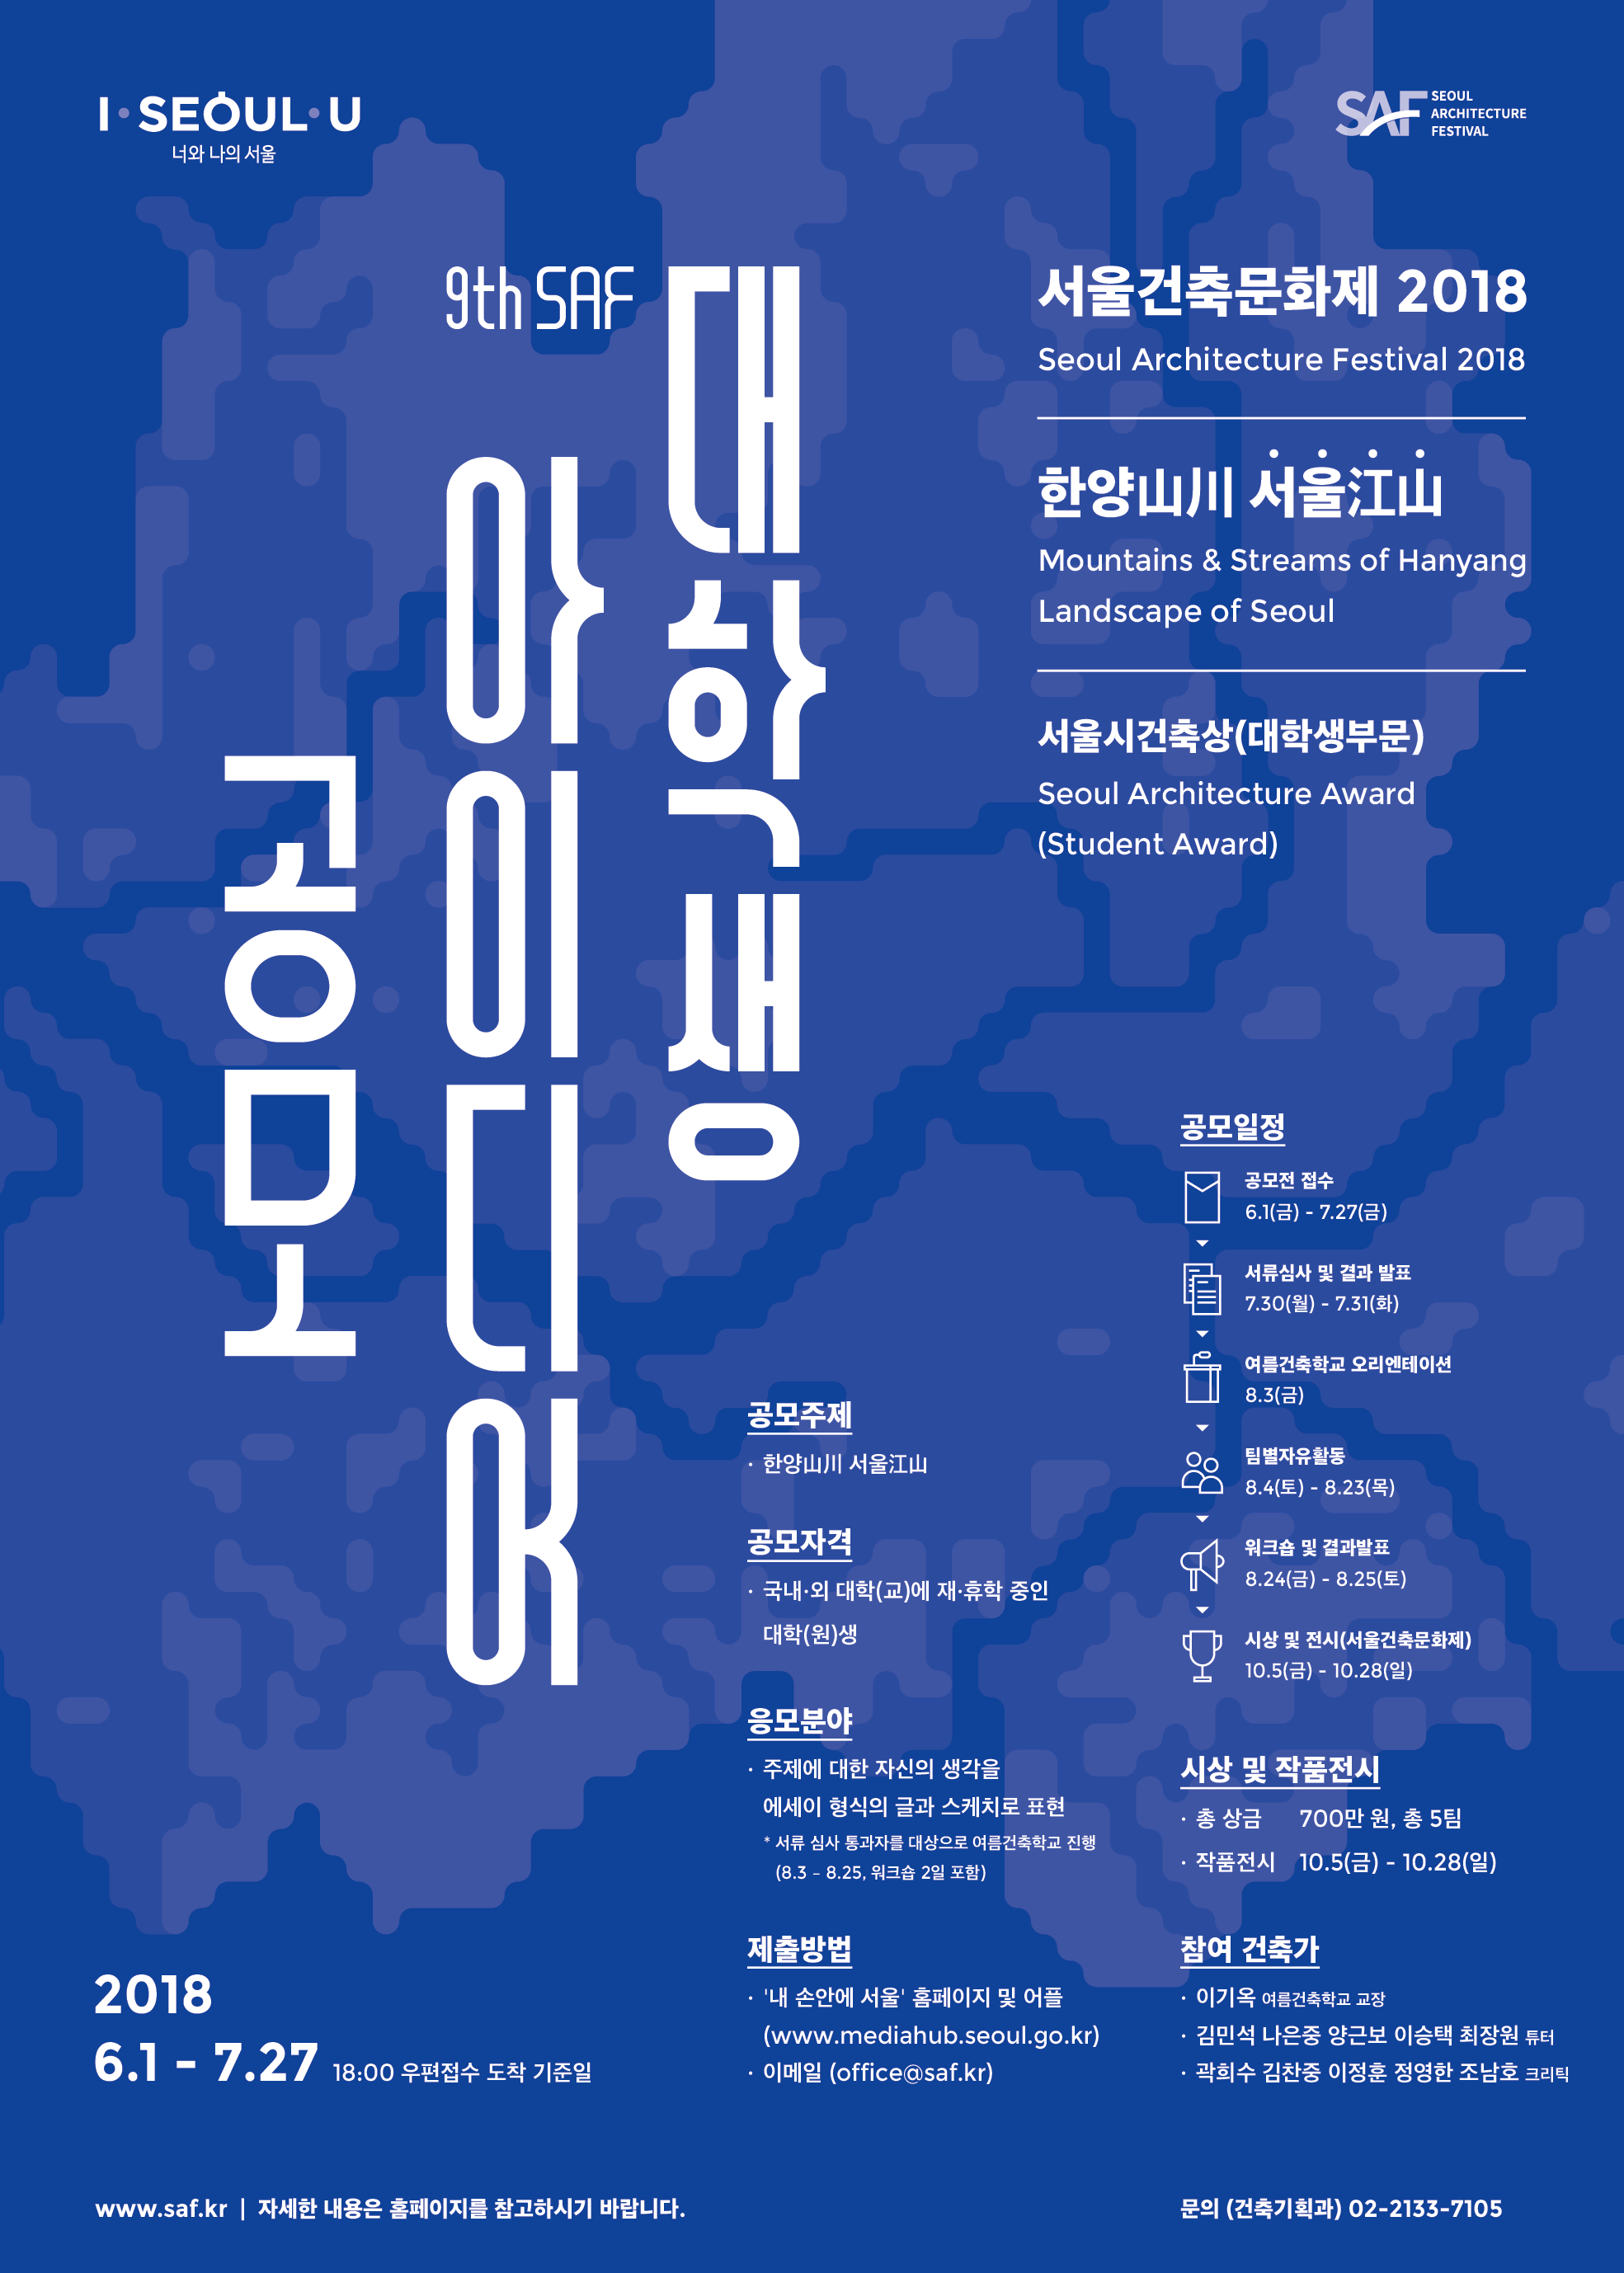 I·SEOUL·U
너와 나의 서울
SAF
SEOUL
ARCHITECTURE
FESTIVAL
9th SAF
대학생
아이디어
공모
서울건축문화제 2018
Seoul Architecture Festival 2018
한양山川 서울江山
Mountains & Streams of Hanyang
Landscape of Seoul
서울시건축상(대학생부문)
Seoul Architecture Award
(Student Award)
공모일정
공모전 접수
6.1(금) - 7.27(금)
서류심사 및 결과 발표
7.30(월) - 7.31(화)
여름건축학교 오리엔테이션
8.3(금)
팀별자유활동
8.4(토) - 8.23(목)
워크숍 및 결과발표
8.24(금) - 8.25(토)
시상 및 전시(서울건축문화제)
10.5(금) - 10.28(일)
공모주제
· 한양山川 서울江山
공모자격
· 국내·외 대학(교)에 재·휴학 중인
대학(원)생
응모분야
· 주제에 대한 자신의 생각을
에세이 형식의 글과 스케치로 표현
* 서류 심사 통과자를 대상으로 여름건축학교 진행
(8.3 – 8.25, 워크숍 2일 포함)
시상 및 작품전시
· 총 상금 700만 원, 총 5팀
· 작품전시 10.5(금) - 10.28(일)
제출방법
· '내 손안에 서울' 홈페이지 및 어플
(www.mediahub.seoul.go.kr)
· 이메일 (office@saf.kr)
참여 건축가
· 이기옥 여름건축학교 교장
· 김민석 나은중 양근보 이승택 최장원 튜터
· 곽희수 김찬중 이정훈 정영한 조남호 크리틱
2018
6.1 - 7.27 18:00 우편접수 도착 기준일
www.saf.kr | 자세한 내용은 홈페이지를 참고하시기 바랍니다.
문의 (건축기획과) 02-2133-7105